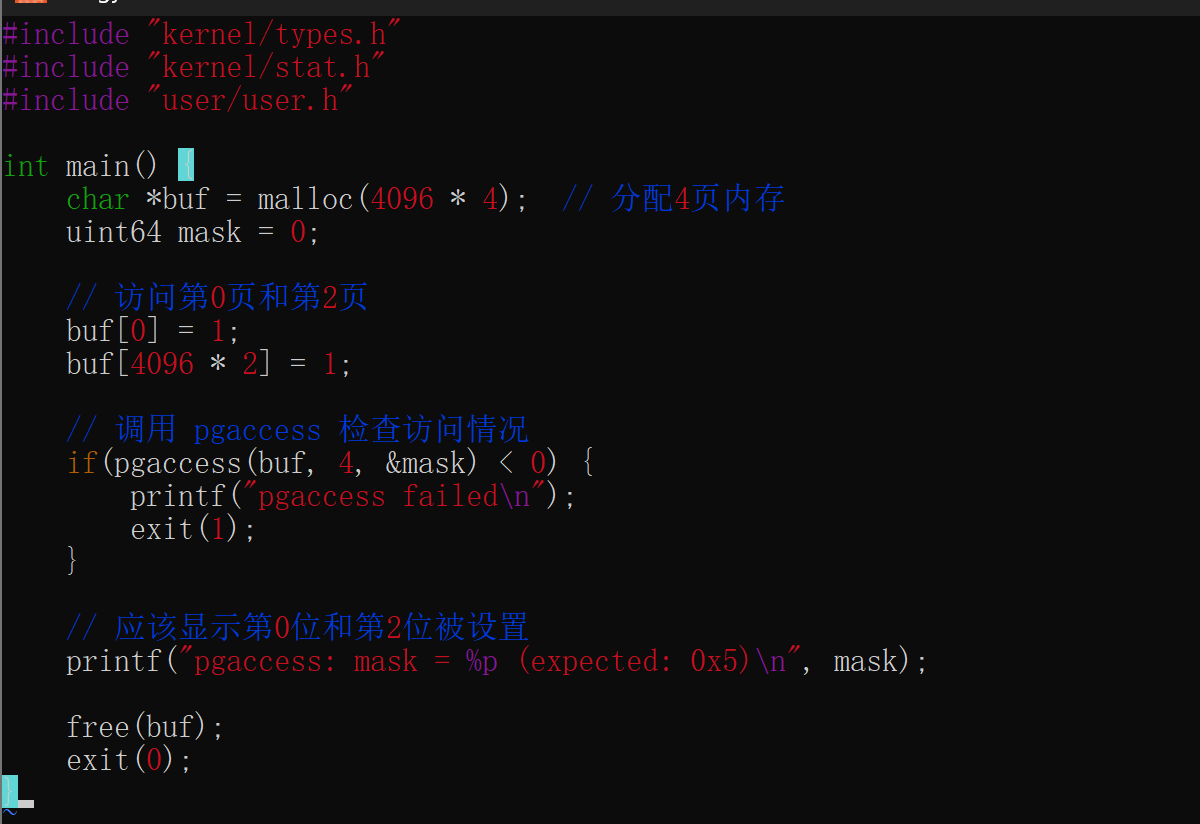 #include "kernel/types.h"
#include "kernel/stat.h"
#include "user/user.h"

int main() {
    char *buf = malloc(4096 * 4);  // 分配4页内存
    uint64 mask = 0;

    // 访问第0页和第2页
    buf[0] = 1;
    buf[4096 * 2] = 1;

    // 调用 pgaccess 检查访问情况
    if(pgaccess(buf, 4, &mask) < 0) {
        printf("pgaccess failed\n");
        exit(1);
    }

    // 应该显示第0位和第2位被设置
    printf("pgaccess: mask = %p (expected: 0x5)\n", mask);

    free(buf);
    exit(0);
}
~